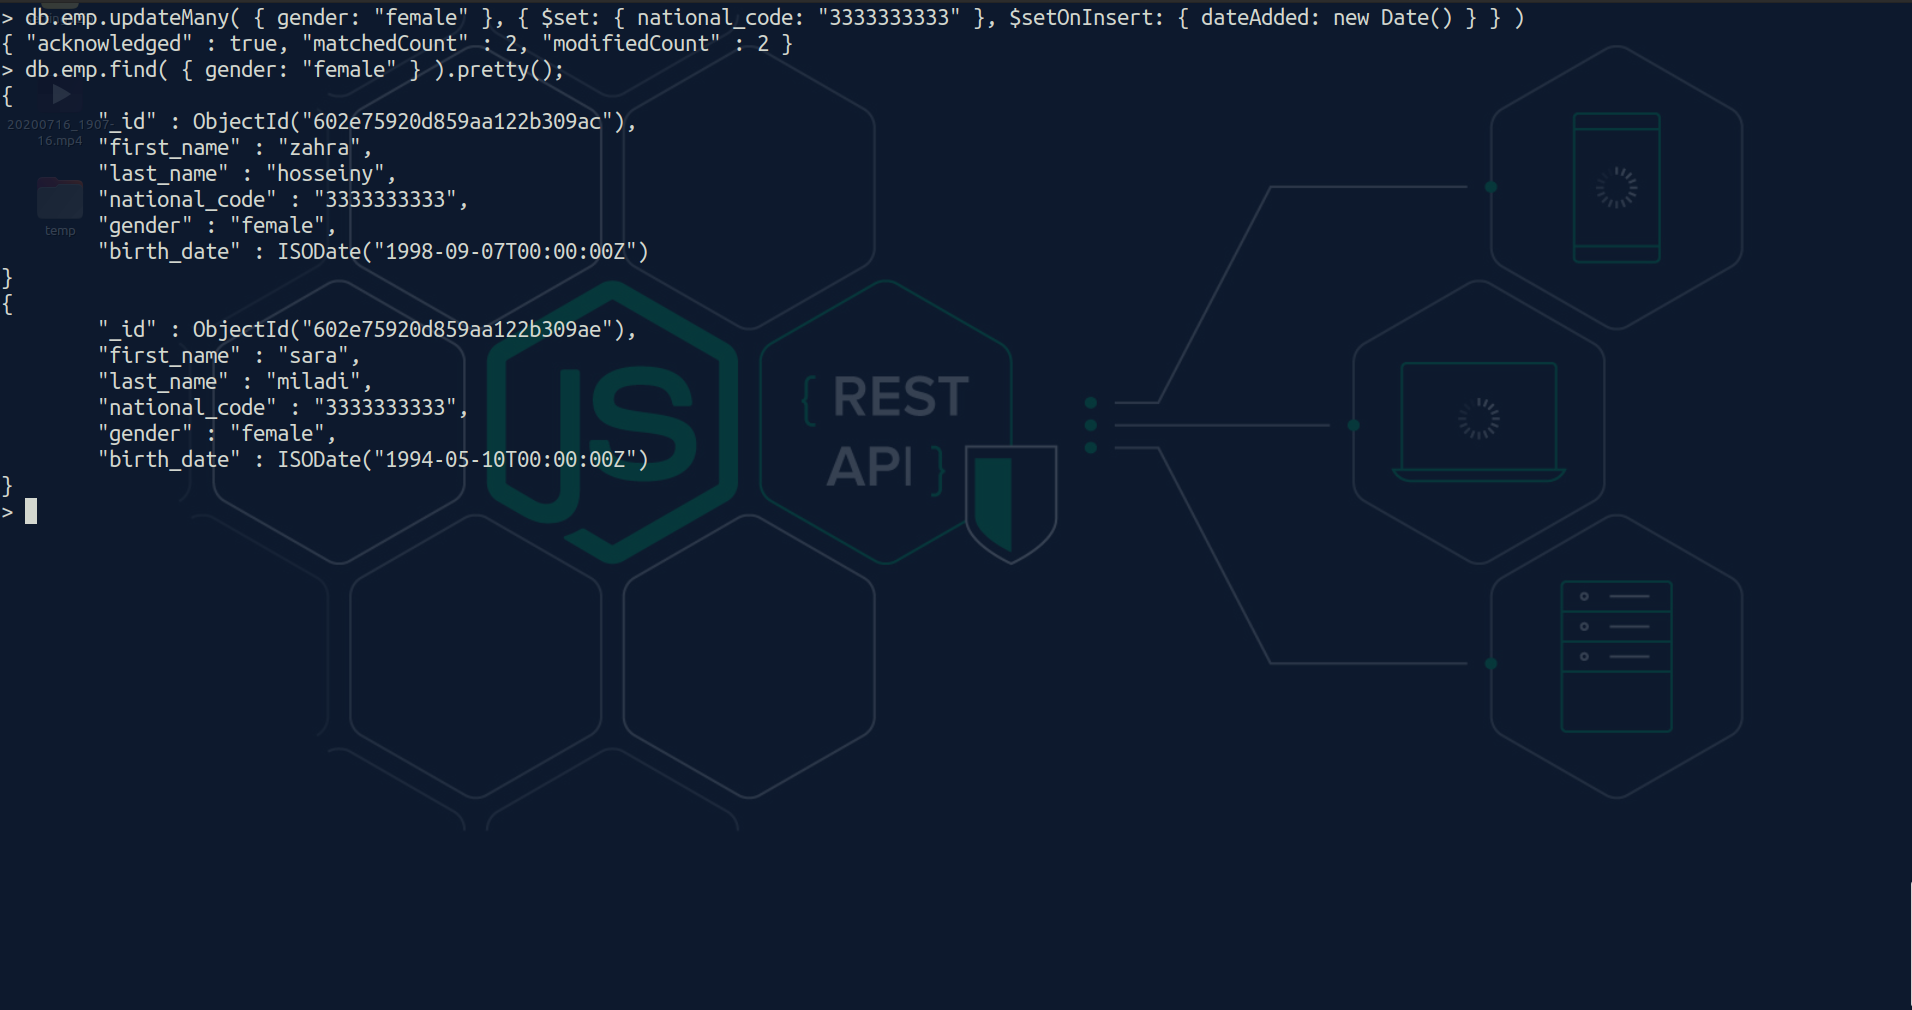 > db.emp.updateMany( { gender: "female" }, { $set: { national_code: "3333333333" }, $setOnInsert: { dateAdded: new Date() } } )
{ "acknowledged" : true, "matchedCount" : 2, "modifiedCount" : 2 }
> db.emp.find( { gender: "female" } ).pretty();
{
"_id" : ObjectId("602e75920d859aa122b309ac"),
20200716_1907-
16.mp4
"first_name" : "zahra",
"last_name" : "hosseiny",
"national_code" : "3333333333",
"gender" : "female",
temp
"birth_date" : ISODate("1998-09-07T00:00:00Z")
}
{
"_id" : ObjectId("602e75920d859aa122b309ae"),
"first_name" : "sara",
"last_name" : "miladi",
"national_code" : "3333333333",
"gender" : "female",
"birth_date" : ISODate("1994-05-10T00:00:00Z")
}
>
JS
{ REST
API }